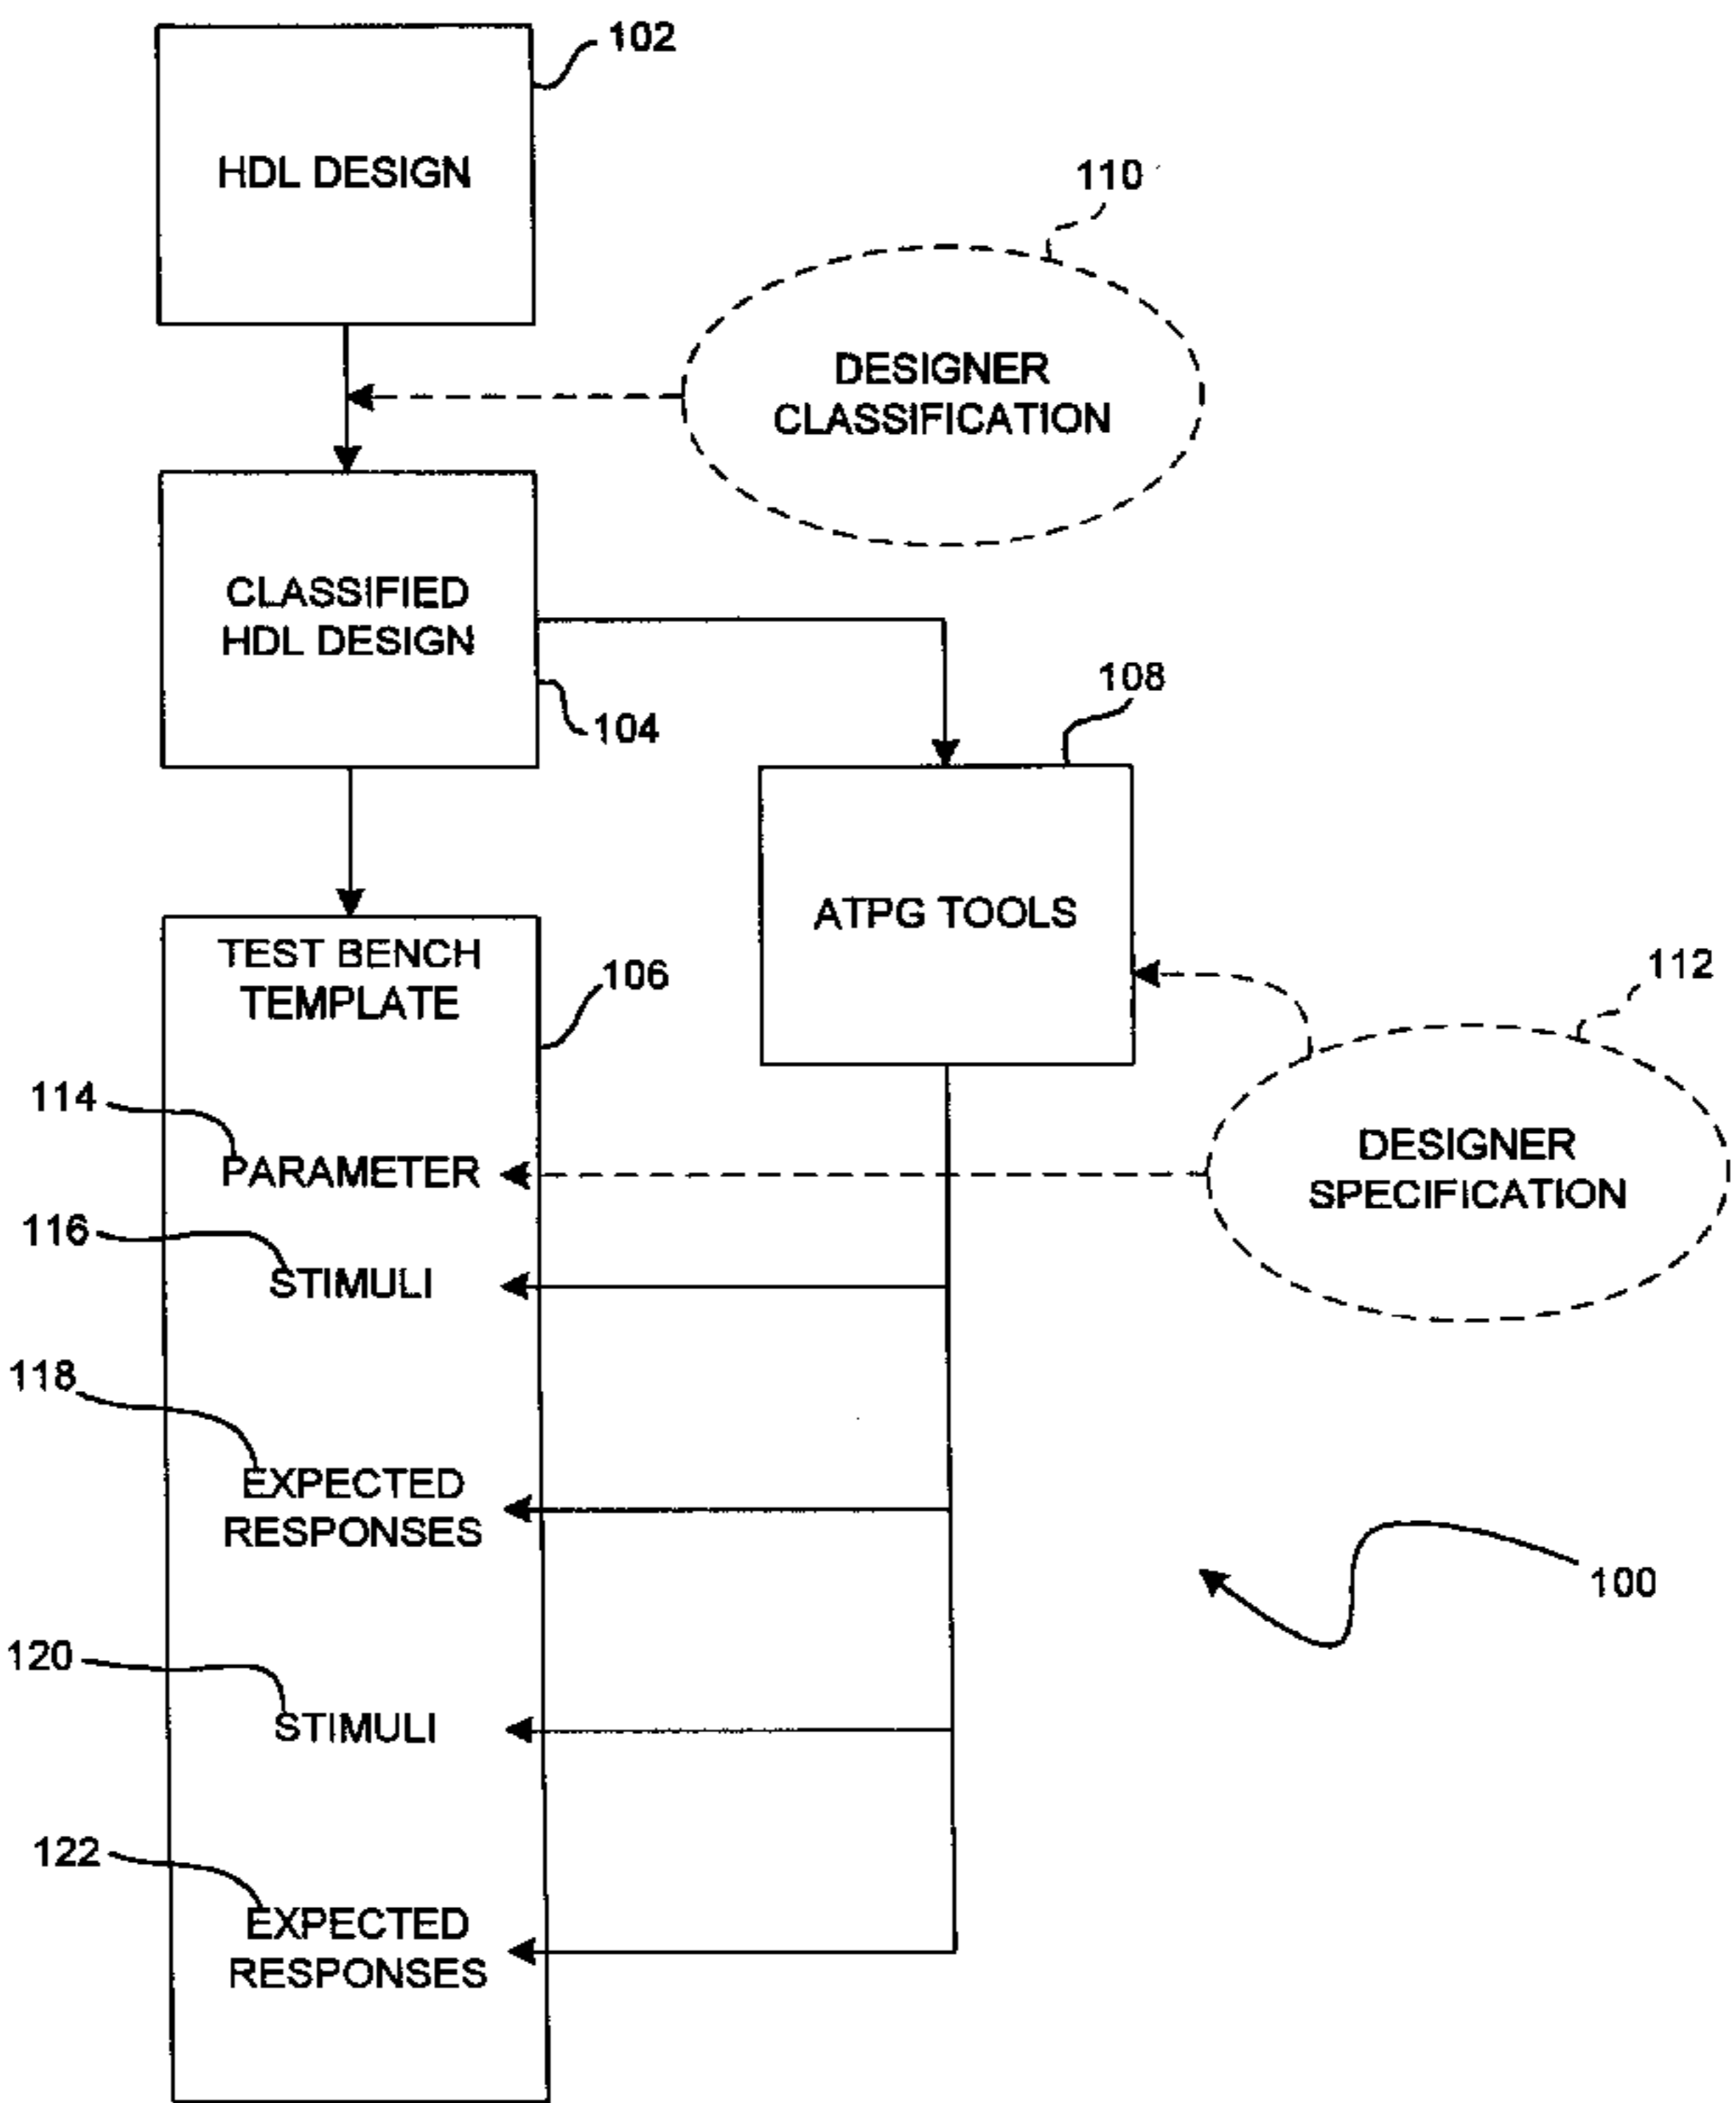 102
HDL DESIGN
110
DESIGNER
CLASSIFICATION
CLASSIFIED
HDL DESIGN
104
108
ATPG TOOLS
TEST BENCH
TEMPLATE
106
112
114
PARAMETER
DESIGNER
SPECIFICATION
116
STIMULI
118
EXPECTED
RESPONSES
100
120
STIMULI
122
EXPECTED
RESPONSES